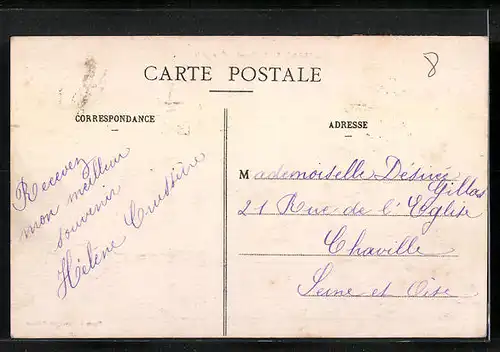 8
CARTE POSTALE
CORRESPONDANCE
ADRESSE
Recevez
mon meilleur
souvenir
Hélène
Mademoiselle Désirée
Gillas
21 Rue de l'Eglise
Chaville
Seine et Oise